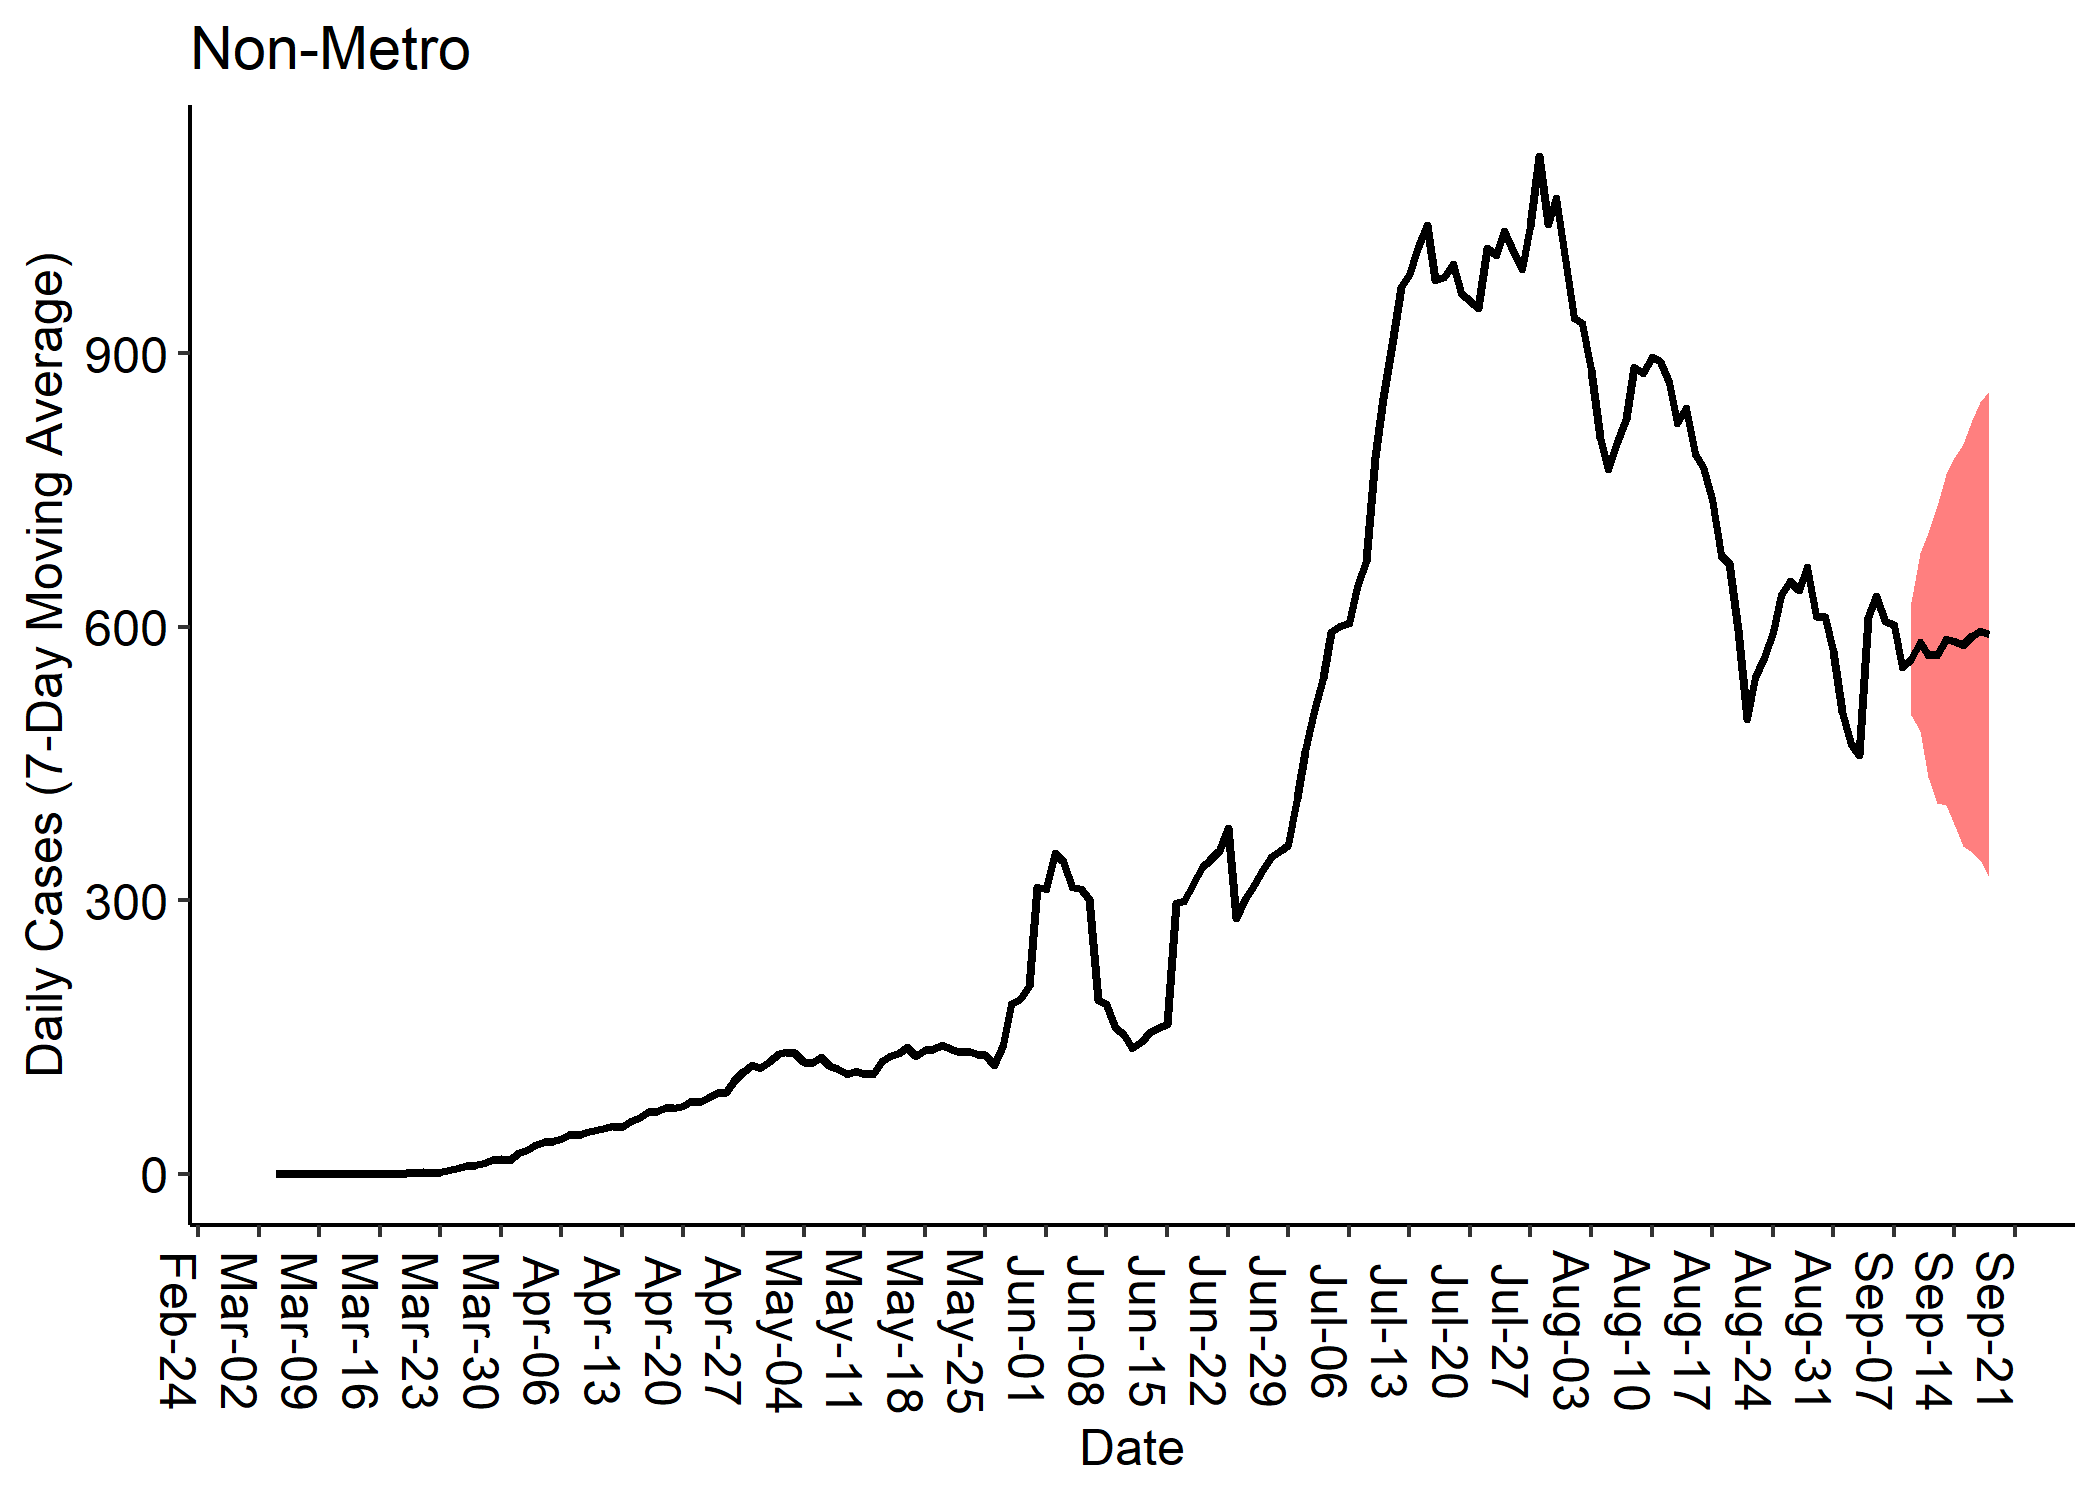 Non-Metro
Daily Cases (7-Day Moving Average)
900
600
300
0
Feb-24
Mar-02
Mar-09
Mar-16
Mar-23
Mar-30
Apr-06
Apr-13
Apr-20
Apr-27
May-04
May-11
May-18
May-25
Jun-01
Jun-08
Jun-15
Jun-22
Jun-29
Jul-06
Jul-13
Jul-20
Jul-27
Aug-03
Aug-10
Aug-17
Aug-24
Aug-31
Sep-07
Sep-14
Sep-21
Date